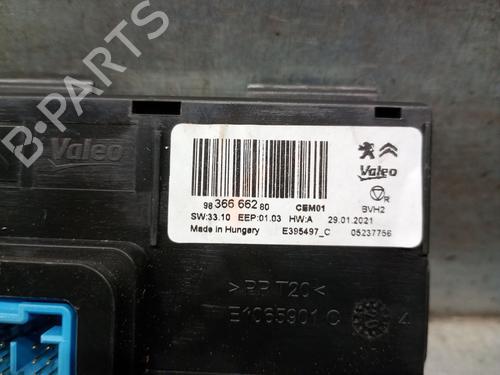 B-PARTS
Valeo
Valeo
98 366 662 80 CEM01 BVH2
SW:33.10 EEP:01.03 HW:A 29.01.2021
Made in Hungary E395497_C 05237756
R
>PP T20<
E1065901 C
4